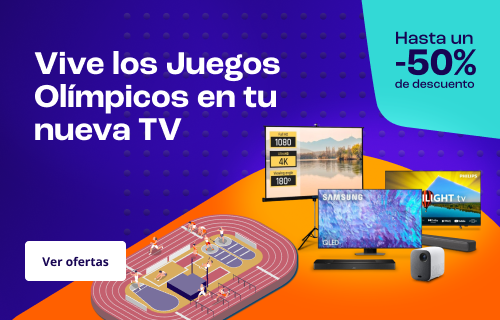 Vive los Juegos
Olímpicos en tu
nueva TV
Hasta un
-50%
de descuento
1080
4K
180°
SAMSUNG
QLED
PHILIPS
ILIGHT tv
Ver ofertas